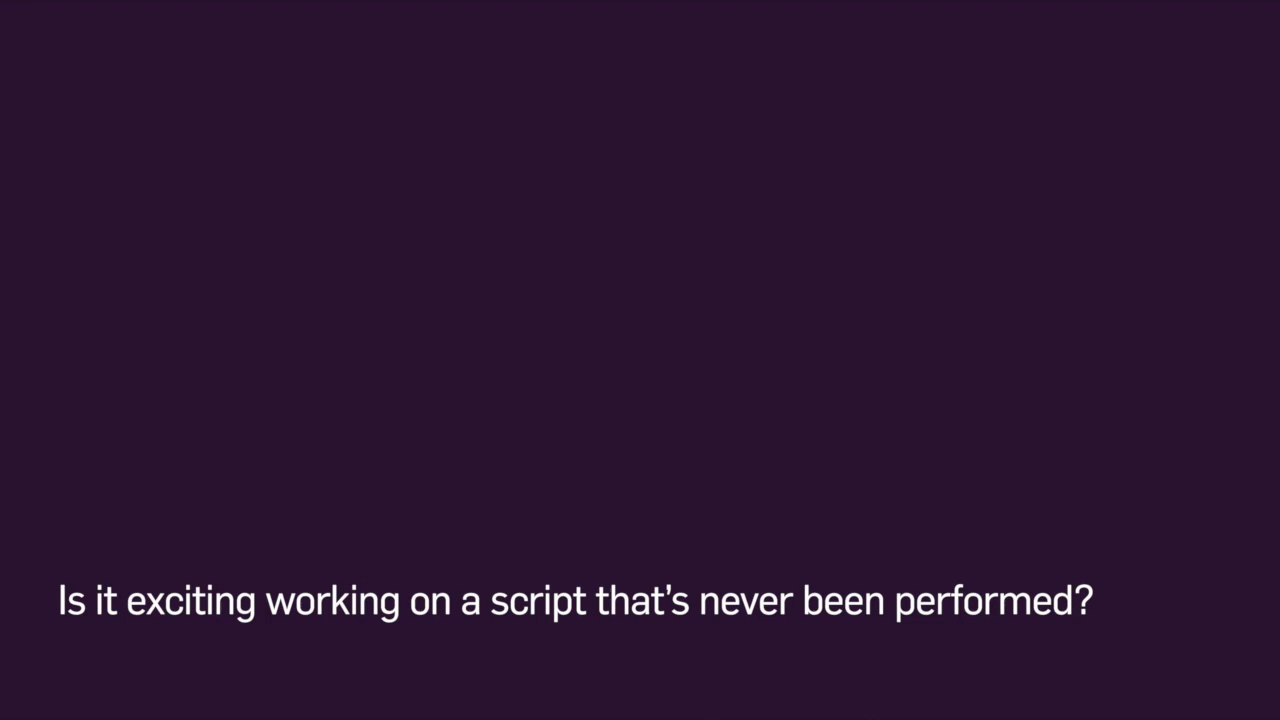 Is it exciting working on a script that’s never been performed?